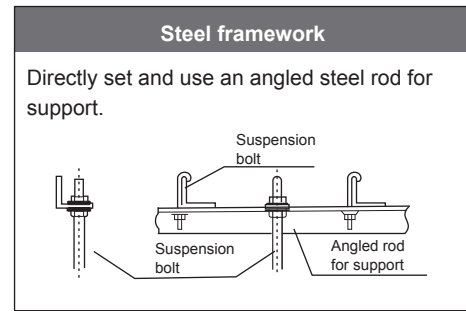 Steel framework
Directly set and use an angled steel rod for
support.
Suspension
bolt
Suspension
bolt
Angled rod
for support